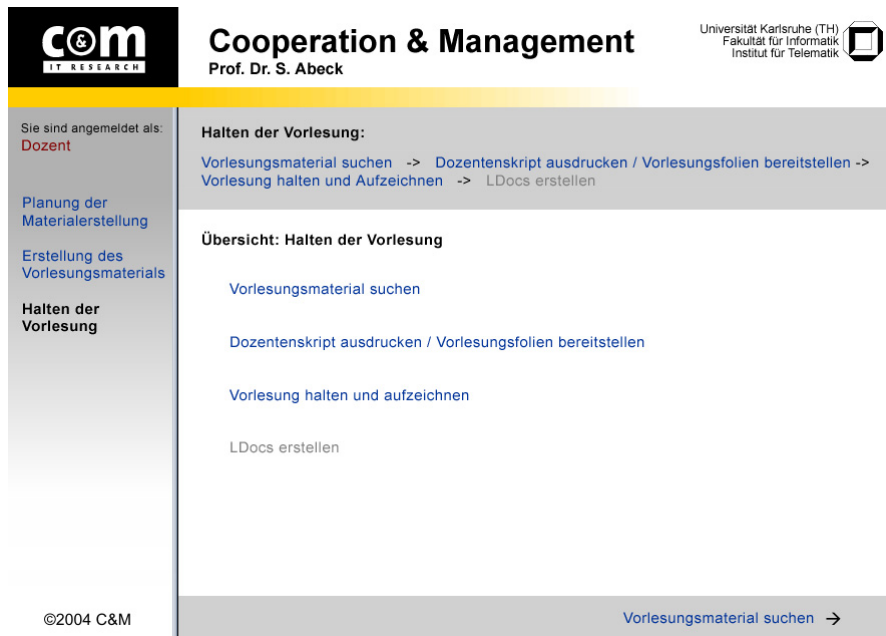 C&M
IT RESEARCH
Cooperation & Management
Prof. Dr. S. Abeck
Universität Karlsruhe (TH)
Fakultät für Informatik
Institut für Telematik
Sie sind angemeldet als:
Dozent
Planung der
Materialerstellung
Erstellung des
Vorlesungsmaterials
Halten der
Vorlesung
Halten der Vorlesung:
Vorlesungsmaterial suchen -> Dozentenskript ausdrucken / Vorlesungsfolien bereitstellen ->
Vorlesung halten und Aufzeichnen -> LDocs erstellen
Übersicht: Halten der Vorlesung
Vorlesungsmaterial suchen
Dozentenskript ausdrucken / Vorlesungsfolien bereitstellen
Vorlesung halten und aufzeichnen
LDocs erstellen
©2004 C&M
Vorlesungsmaterial suchen →